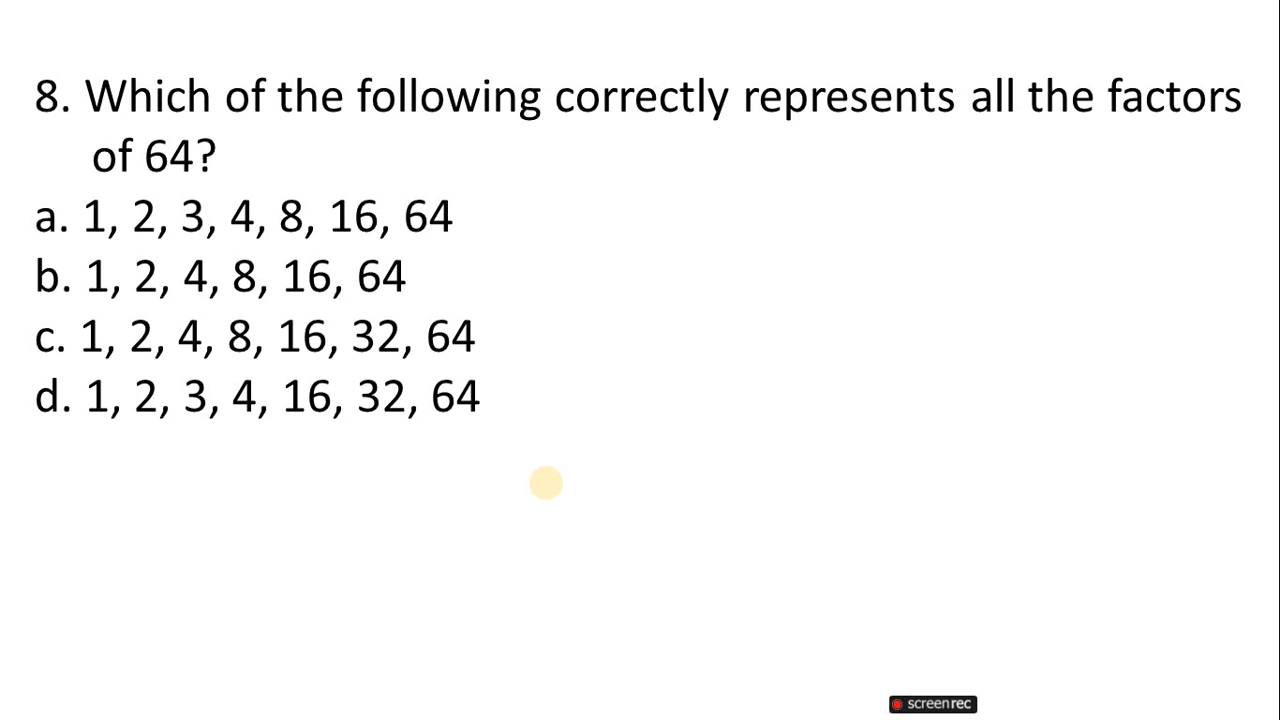 8. Which of the following correctly represents all the factors
of 64?
a. 1, 2, 3, 4, 8, 16, 64
b. 1, 2, 4, 8, 16, 64
c. 1, 2, 4, 8, 16, 32, 64
d. 1, 2, 3, 4, 16, 32, 64
screenrec